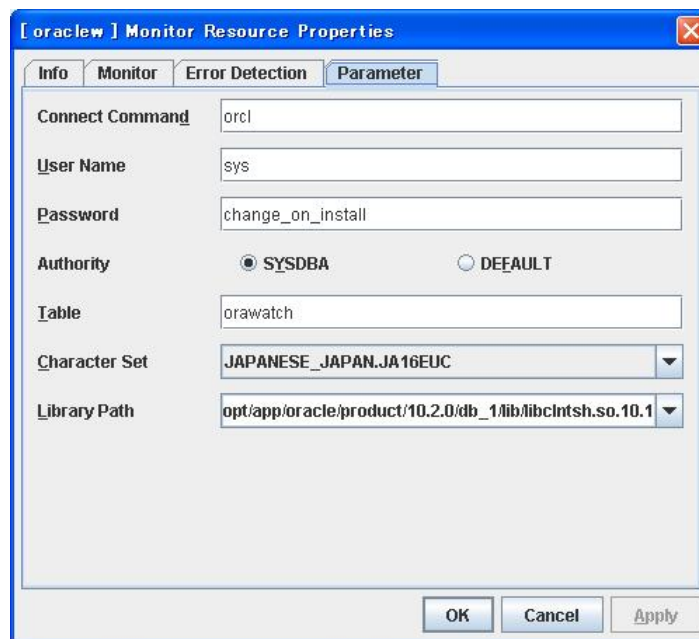 [ oraclew ] Monitor Resource Properties
Info Monitor Error Detection Parameter
Connect Command orcl
User Name sys
Password change_on_install
Authority SYSDBA DEFAULT
Table orawatch
Character Set JAPANESE_JAPAN.JA16EUC
Library Path opt/app/oracle/product/10.2.0/db_1/lib/libclntsh.so.10.1
OK Cancel Apply